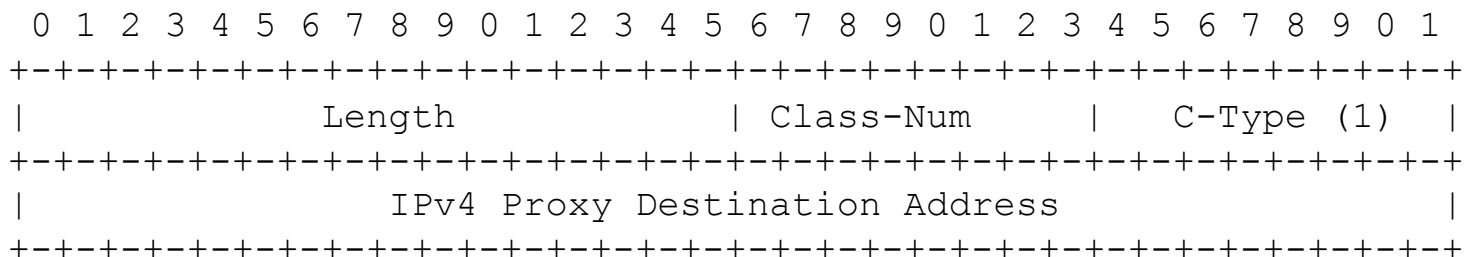 0 1 2 3 4 5 6 7 8 9 0 1 2 3 4 5 6 7 8 9 0 1 2 3 4 5 6 7 8 9 0 1
+-+-+-+-+-+-+-+-+-+-+-+-+-+-+-+-+-+-+-+-+-+-+-+-+-+-+-+-+-+-+-+-+
|             Length            | Class-Num     |   C-Type (1)  |
+-+-+-+-+-+-+-+-+-+-+-+-+-+-+-+-+-+-+-+-+-+-+-+-+-+-+-+-+-+-+-+-+
|                IPv4 Proxy Destination Address                 |
+-+-+-+-+-+-+-+-+-+-+-+-+-+-+-+-+-+-+-+-+-+-+-+-+-+-+-+-+-+-+-+-+